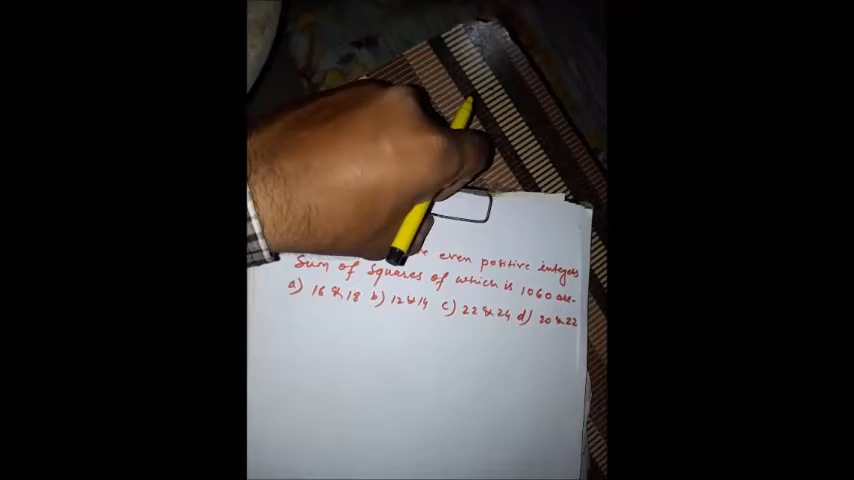 even positive integers
Sum of squares of which is 1060 are-
a) 16 & 18 b) 12 & 14 c) 22 & 24 d) 20 & 22